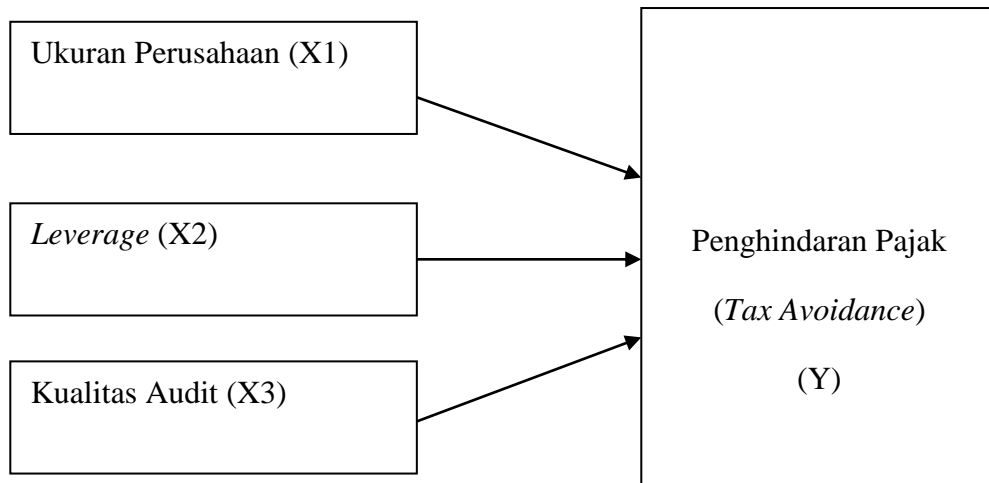 Ukuran Perusahaan (X1)
Leverage (X2)
Kualitas Audit (X3)
Penghindaran Pajak
(Tax Avoidance)
(Y)